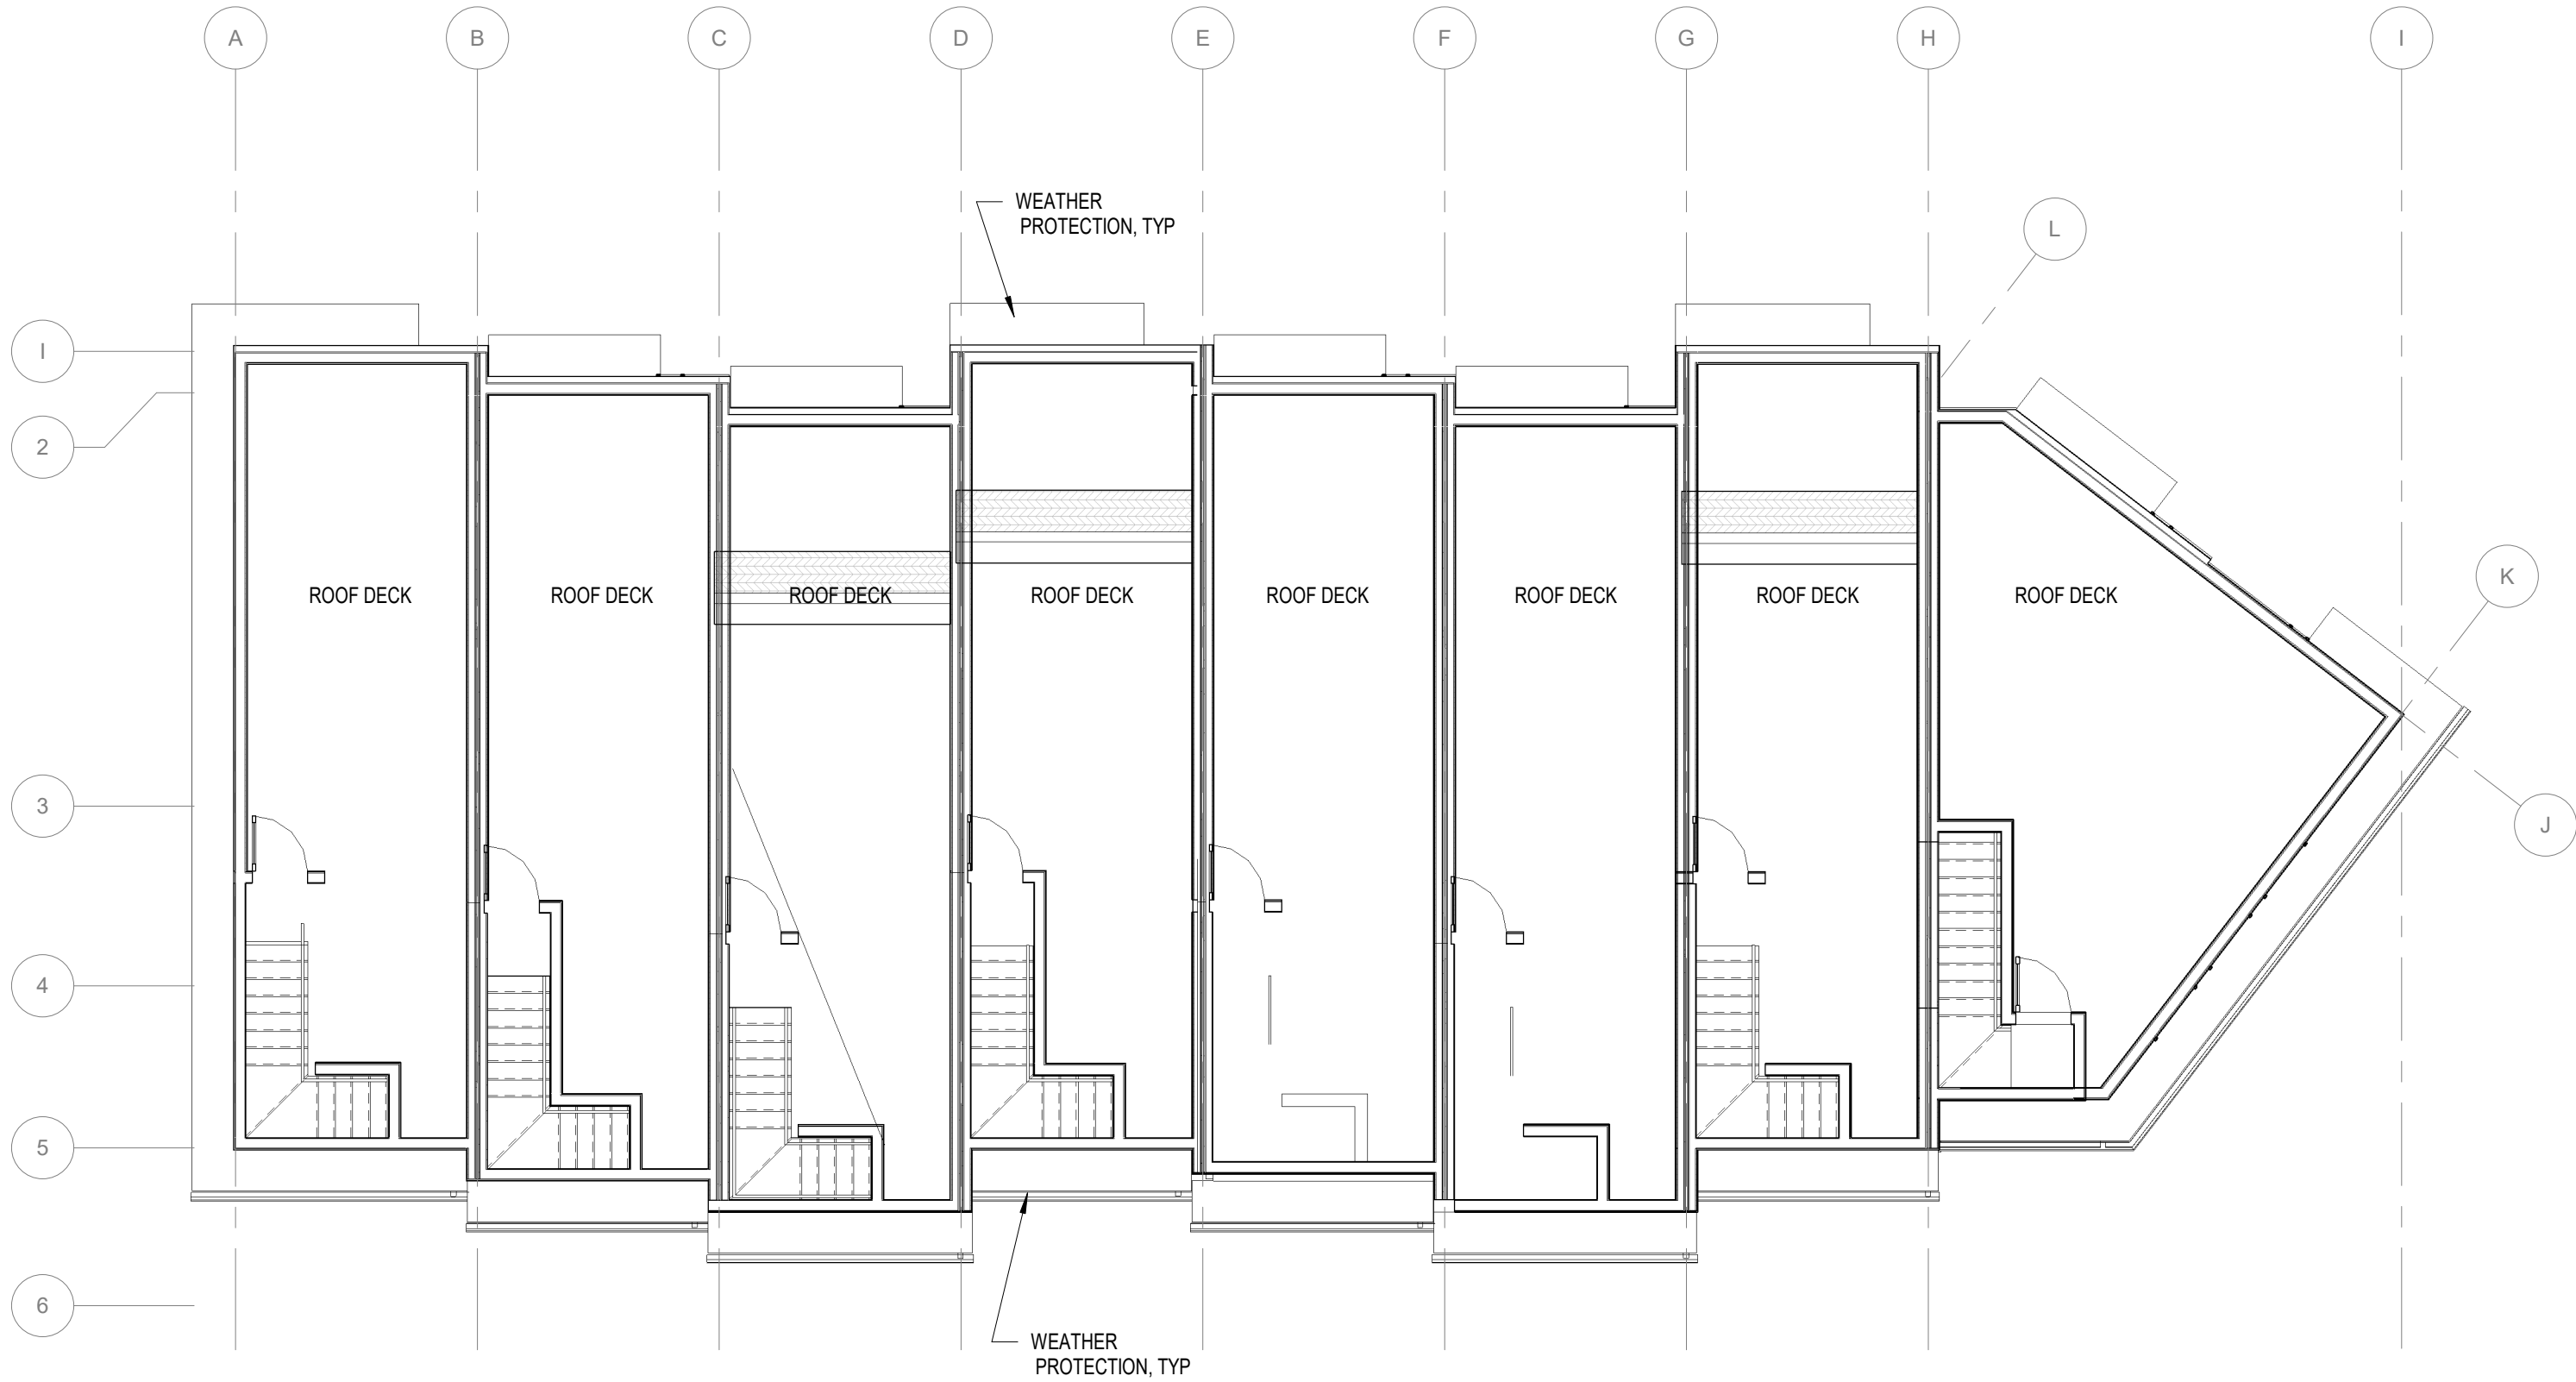 A
B
C
D
E
F
G
H
I
WEATHER
PROTECTION, TYP
L
I
2
K
ROOF DECK
ROOF DECK
ROOF DECK
ROOF DECK
ROOF DECK
ROOF DECK
ROOF DECK
ROOF DECK
3
J
4
5
6
WEATHER
PROTECTION, TYP